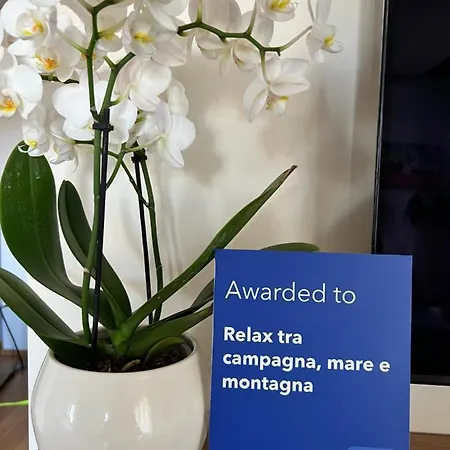 Awarded to
Relax tra
campagna, mare e
montagna